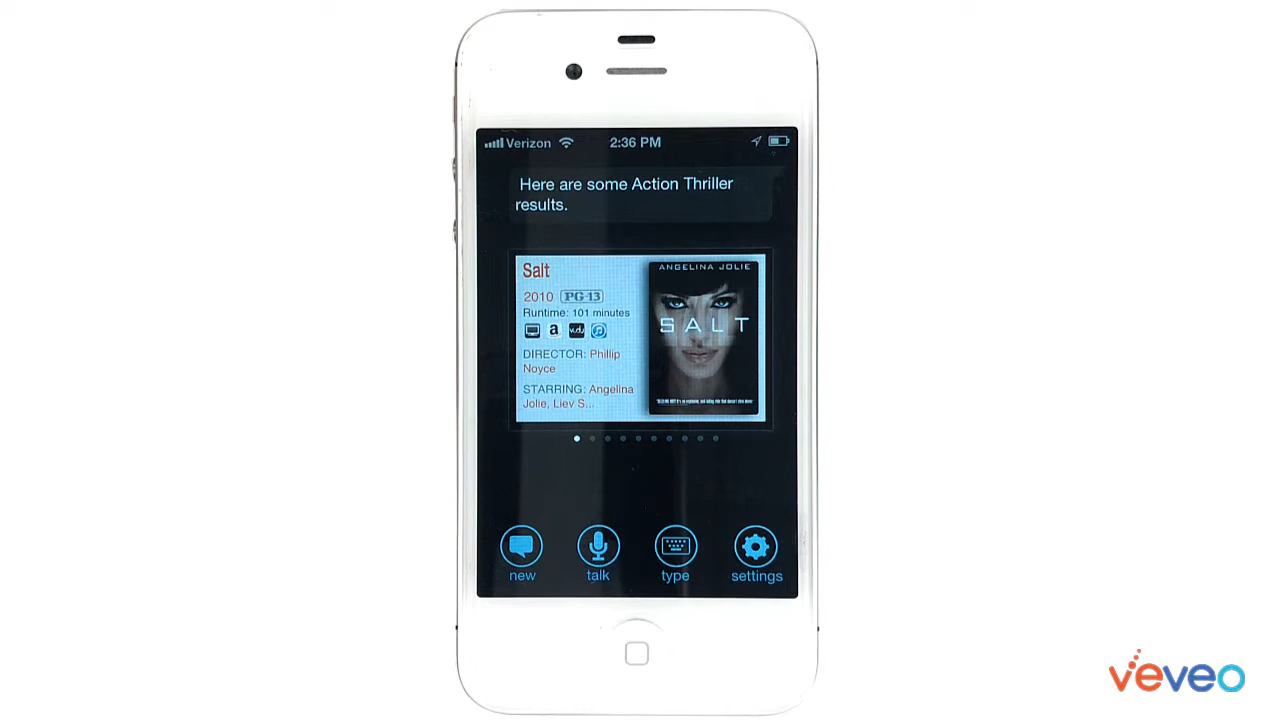 Verizon 2:36 PM
Here are some Action Thriller
results.
Salt
2010 PG-13
Runtime: 101 minutes
a vudu
DIRECTOR: Phillip
Noyce
STARRING: Angelina
Jolie, Liev S...
ANGELINA JOLIE
SALT
new talk type settings
veveo